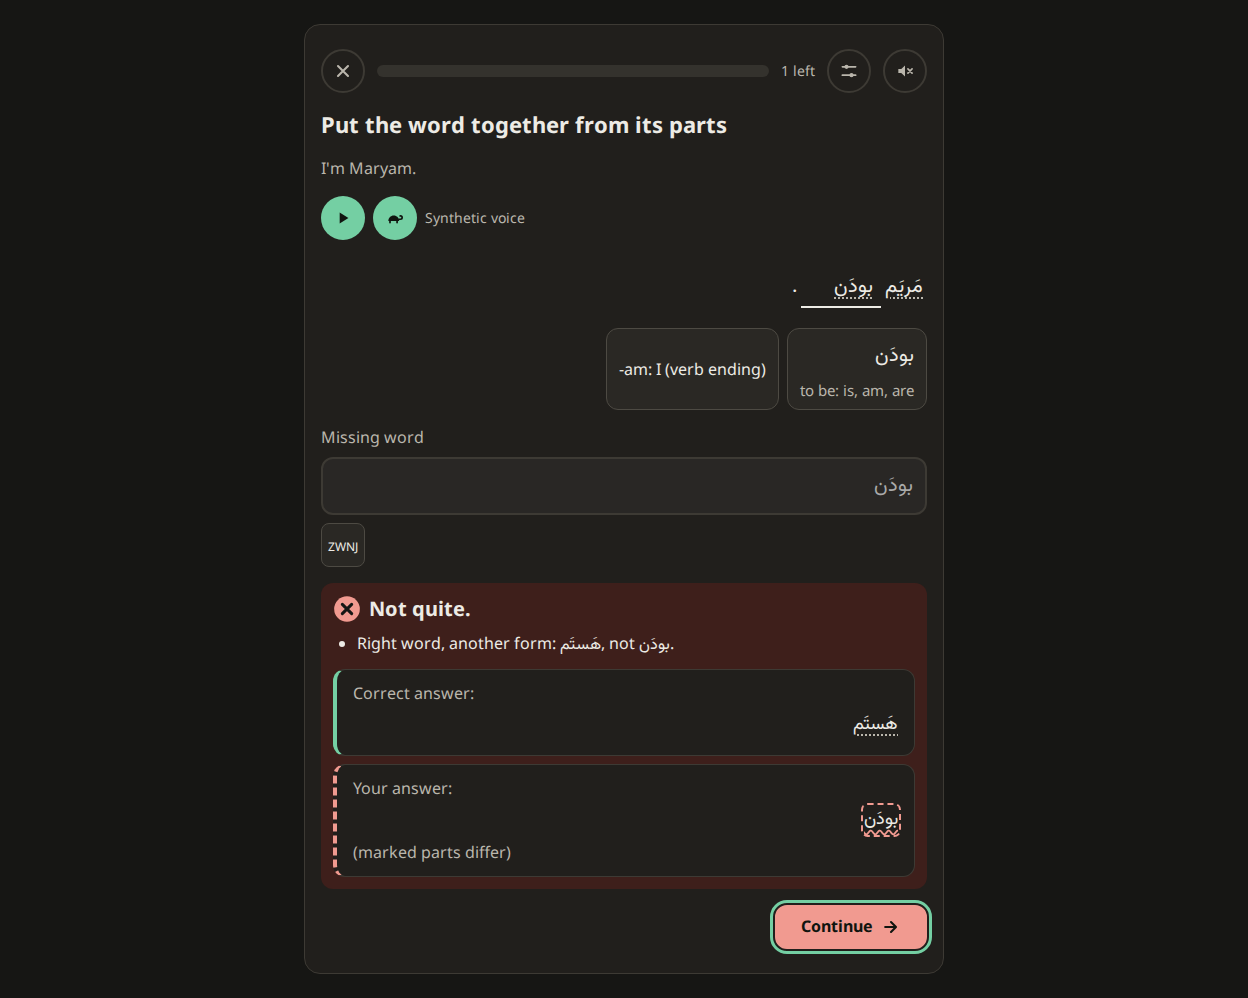 1 left
Put the word together from its parts
I'm Maryam.
Synthetic voice
مَریَم بودَن .
بودَن
to be: is, am, are
-am: I (verb ending)
Missing word
بودَن
ZWNJ
Not quite.
• Right word, another form: هَستَم, not بودَن.
Correct answer:
هَستَم
Your answer:
بودَن
(marked parts differ)
Continue →